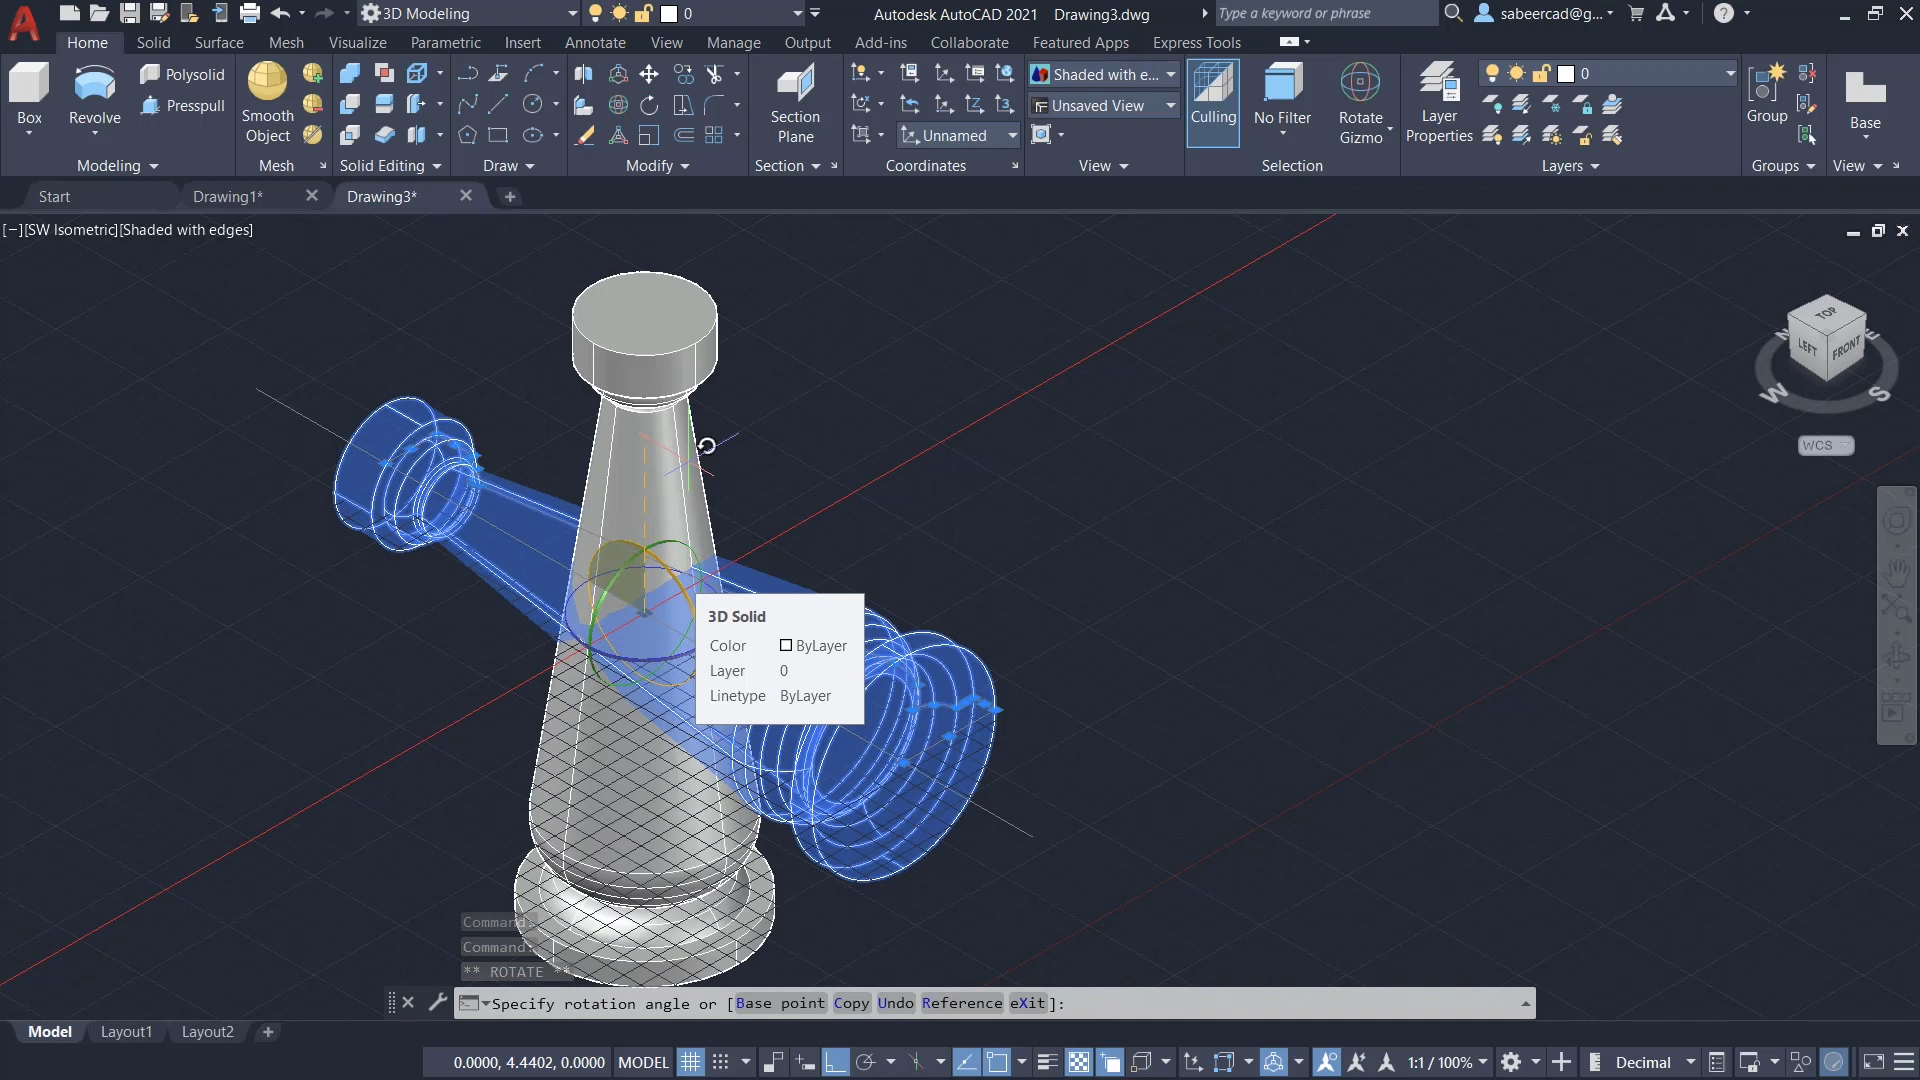 3D Modeling
0
Autodesk AutoCAD 2021 Drawing3.dwg
Type a keyword or phrase
sabeercad@g...
Home Solid Surface Mesh Visualize Parametric Insert Annotate View Manage Output Add-ins Collaborate Featured Apps Express Tools
Box
Revolve
Polysolid
Presspull
Smooth
Object
Section
Plane
Shaded with e...
Unsaved View
Unnamed
Culling
No Filter
Rotate
Gizmo
Layer
Properties
0
Group
Base
Modeling Mesh Solid Editing Draw Modify Section Coordinates View Selection Layers Groups View
Start Drawing1* Drawing3*
[−][SW Isometric][Shaded with edges]
TOP
LEFT
FRONT
N
E
W
S
WCS
3D Solid
Color ByLayer
Layer 0
Linetype ByLayer
Command:
Command:
** ROTATE **
Specify rotation angle or [Base point Copy Undo Reference eXit]:
Model Layout1 Layout2
0.0000, 4.4402, 0.0000 MODEL 1:1 / 100% Decimal